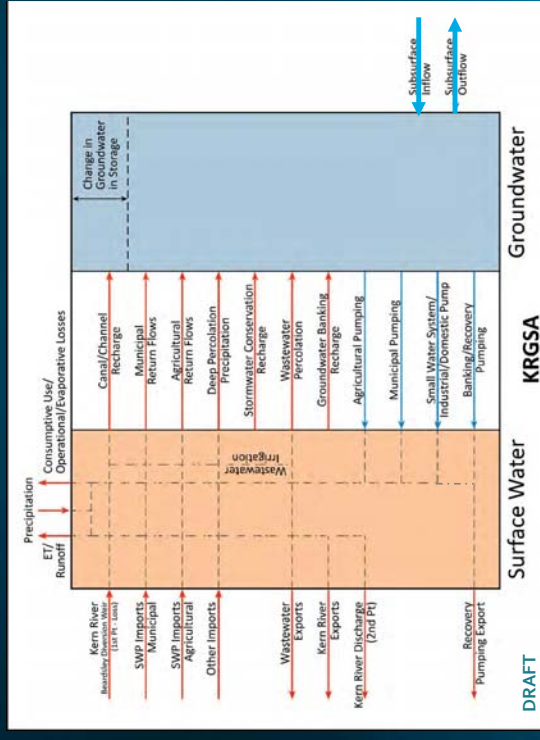 Precipitation
ET/
Runoff
Consumptive Use/
Operational/Evaporative Losses
Kern River
Beardsley Diversion Weir
(1st Pt - Loss)
SWP Imports
Municipal
SWP Imports
Agricultural
Other Imports
Wastewater
Exports
Kern River
Exports
Kern River Discharge
(2nd Pt)
Recovery
Pumping Export
Wastewater
Irrigation
Canal/Channel
Recharge
Municipal
Return Flows
Agricultural
Return Flows
Deep Percolation
Precipitation
Stormwater Conservation
Recharge
Wastewater
Percolation
Groundwater Banking
Recharge
Agricultural Pumping
Municipal Pumping
Small Water System/
Industrial/Domestic Pump
Banking/Recovery
Pumping
Change in
Groundwater
in Storage
Subsurface
Inflow
Subsurface
Outflow
Surface Water
Groundwater
KRGSA
DRAFT